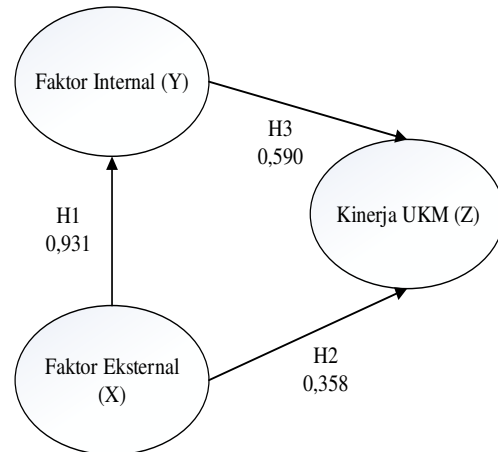 Faktor Internal (Y)
H3
0,590
Kinerja UKM (Z)
H1
0,931
Faktor Eksternal
(X)
H2
0,358